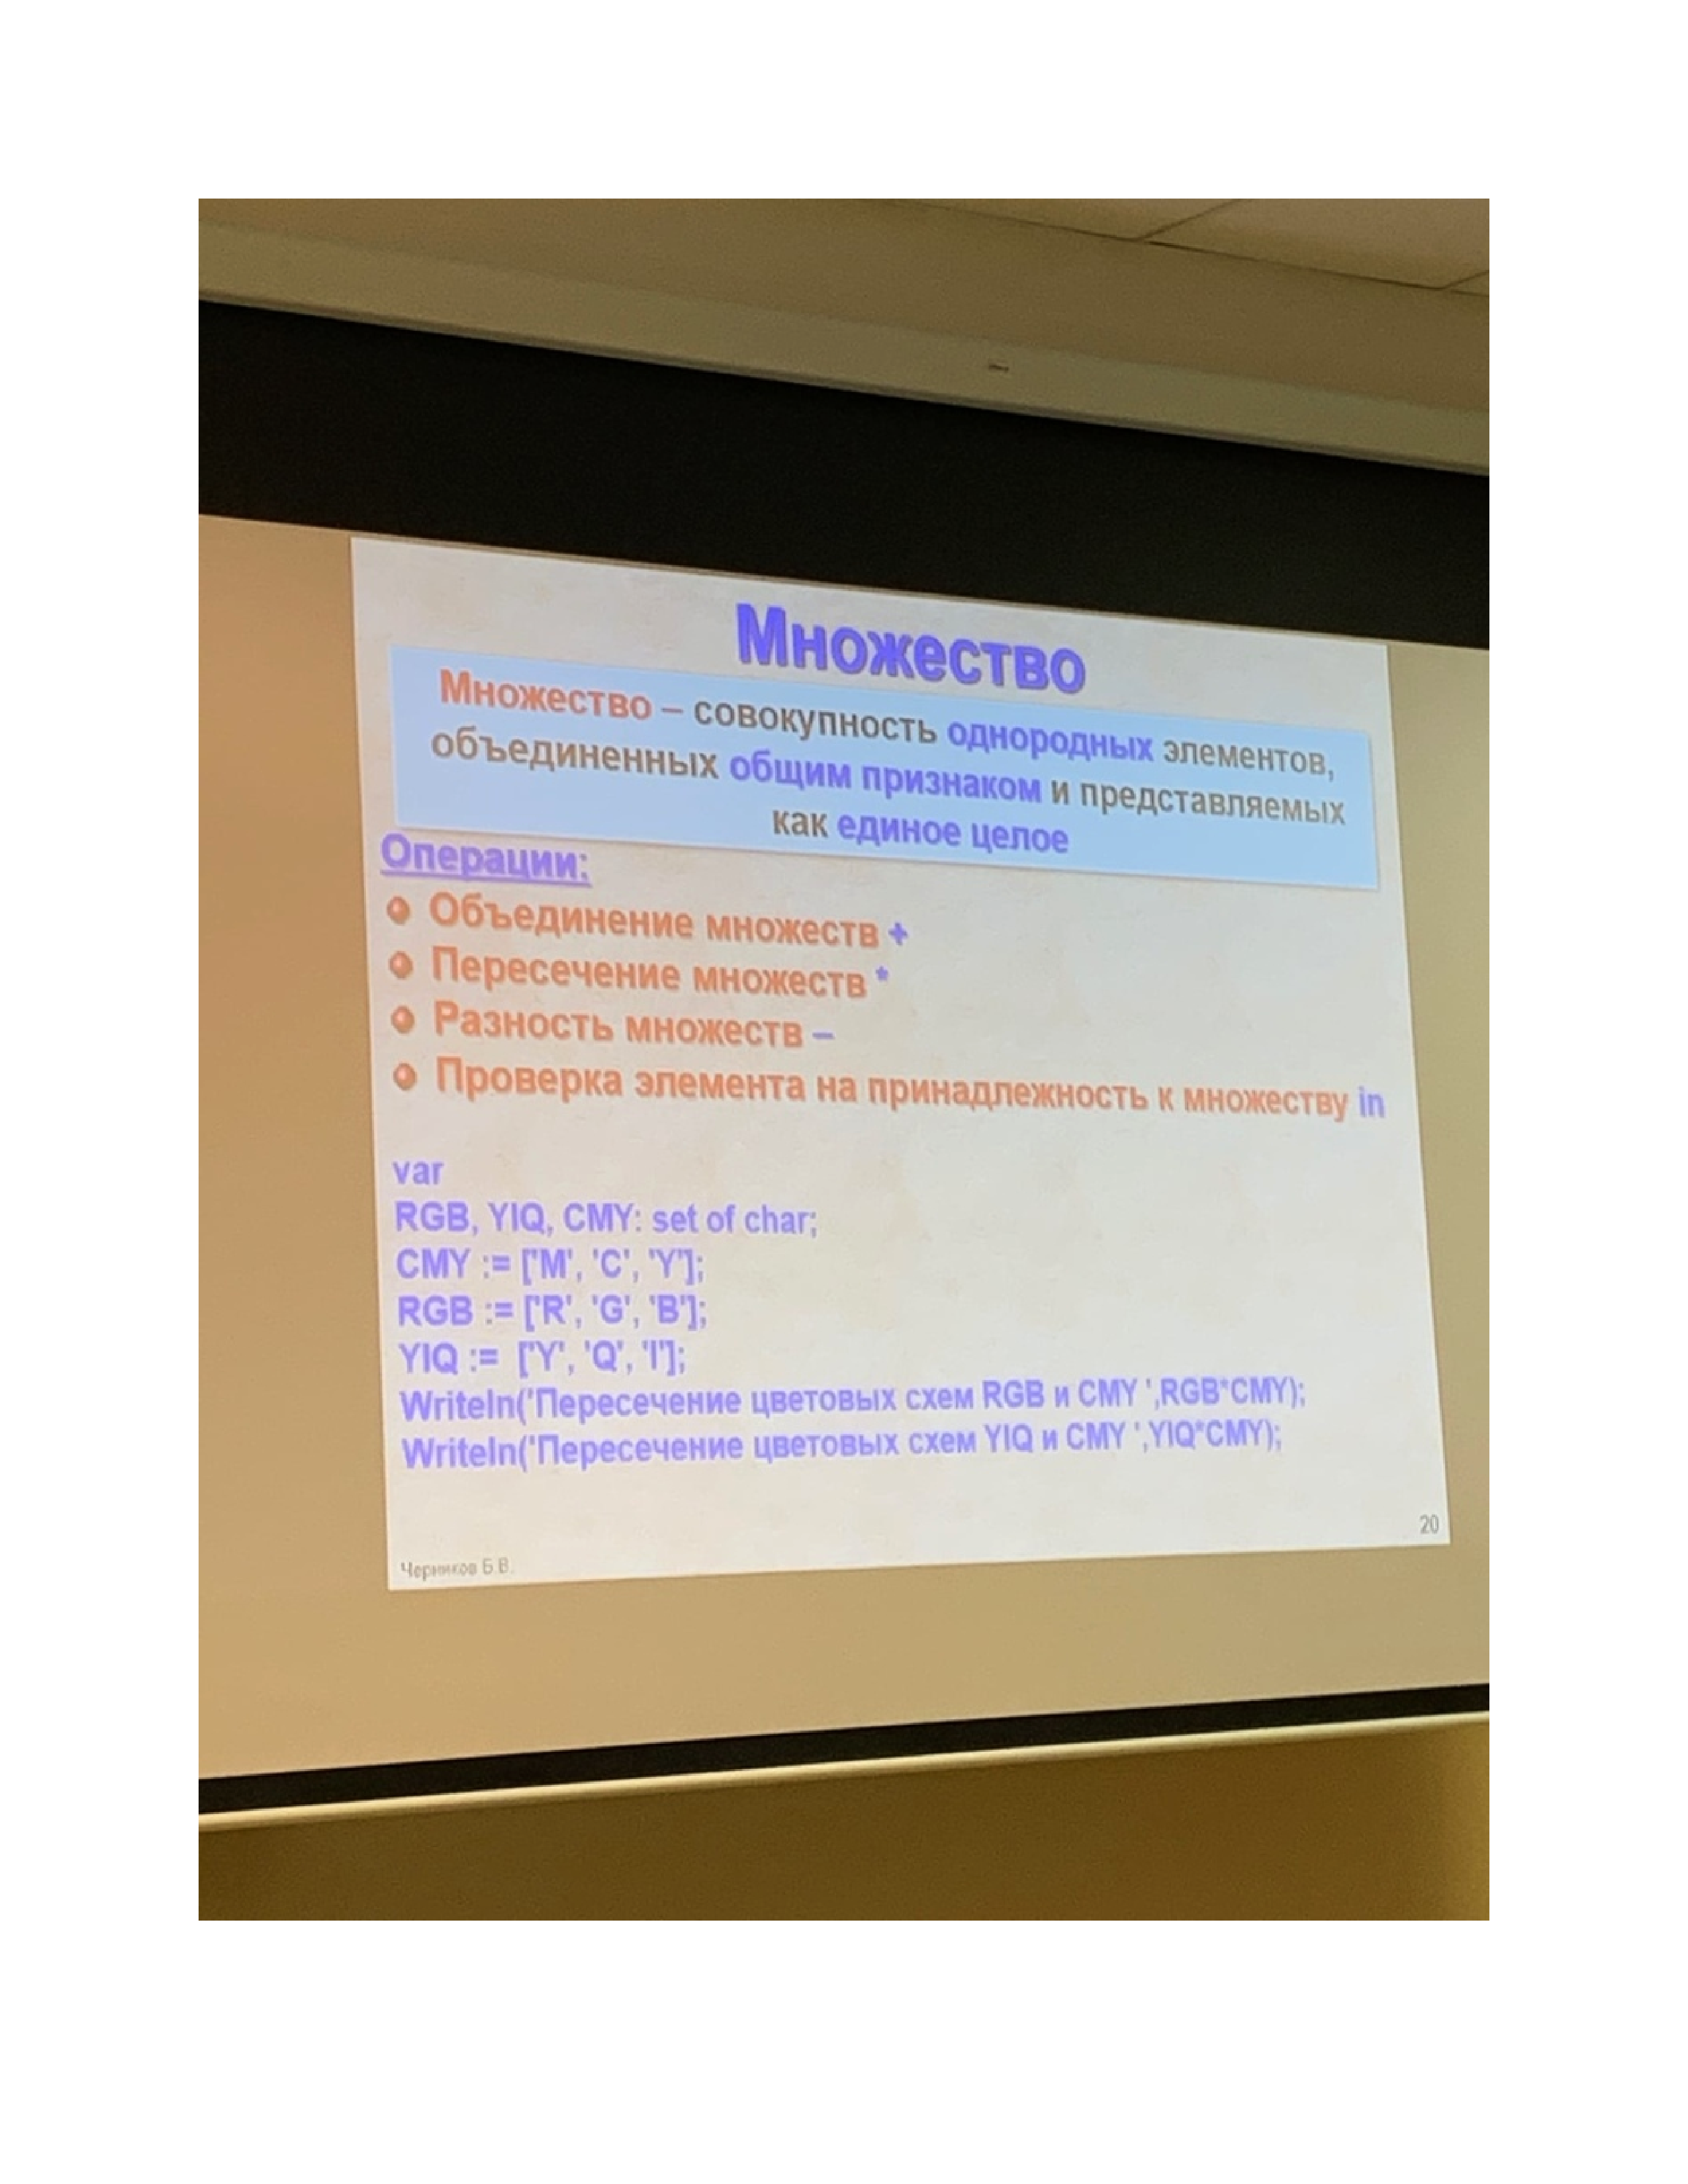 Множество
Множество – совокупность однородных элементов,
объединенных общим признаком и представляемых
как единое целое
Операции:
Объединение множеств +
Пересечение множеств *
Разность множеств –
Проверка элемента на принадлежность к множеству in
var
RGB, YIQ, CMY: set of char;
CMY := ['M', 'C', 'Y'];
RGB := ['R', 'G', 'B'];
YIQ := ['Y', 'Q', 'I'];
Writeln('Пересечение цветовых схем RGB и CMY ',RGB*CMY);
Writeln('Пересечение цветовых схем YIQ и CMY ',YIQ*CMY);
20
Черников Б.В.